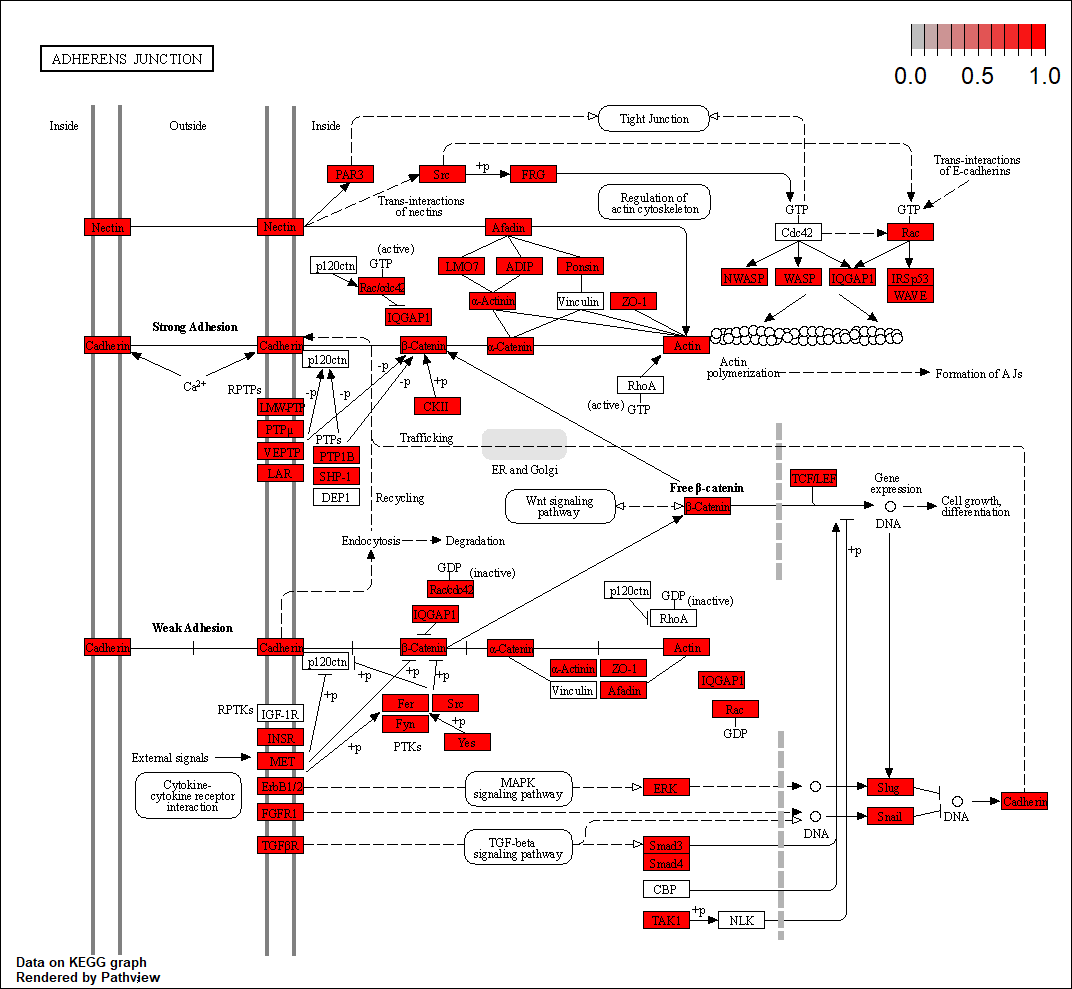 ADHERENS JUNCTION
0.0 0.5 1.0
Inside
Outside
Inside
Tight Junction
PAR3
Src
+p
FRG
Trans-interactions
of E-cadherins
Trans-interactions
of nectins
Regulation of
actin cytoskeleton
GTP
GTP
Nectin
Nectin
Afadin
Cdc42
Rac
(active)
p120ctn
GTP
Rac/cdc42
LMO7
ADIP
Ponsin
NWASP
WASP
IQGAP1
IRSp53
WAVE
α-Actinin
Vinculin
ZO-1
IQGAP1
Strong Adhesion
Cadherin
Cadherin
β-Catenin
α-Catenin
Actin
p120ctn
Actin
polymerization
Formation of AJs
Ca2+
RPTPs
-p
-p
-p
+p
RhoA
(active)
GTP
LMWPTP
CKII
PTPμ
PTPs
Trafficking
VEPTP
PTP1B
ER and Golgi
LAR
SHP-1
DEP1
Recycling
Free β-catenin
TCF/LEF
Gene
expression
Wnt signaling
pathway
β-Catenin
DNA
Cell growth,
differentiation
Endocytosis
Degradation
+p
GDP
(inactive)
Rac/cdc42
p120ctn
GDP
(inactive)
RhoA
IQGAP1
Weak Adhesion
Cadherin
Cadherin
β-Catenin
α-Catenin
Actin
p120ctn
+p
+p
+p
α-Actinin
ZO-1
Vinculin
Afadin
IQGAP1
+p
Fer
Src
Rac
GDP
RPTKs
IGF-1R
Fyn
+p
INSR
+p
PTKs
Yes
External signals
MET
Cytokine-
cytokine receptor
interaction
ErbB1/2
MAPK
signaling pathway
ERK
Slug
FGFR1
DNA
Snail
DNA
Cadherin
TGFβR
TGF-beta
signaling pathway
Smad3
Smad4
CBP
TAK1
+p
NLK
Data on KEGG graph
Rendered by Pathview